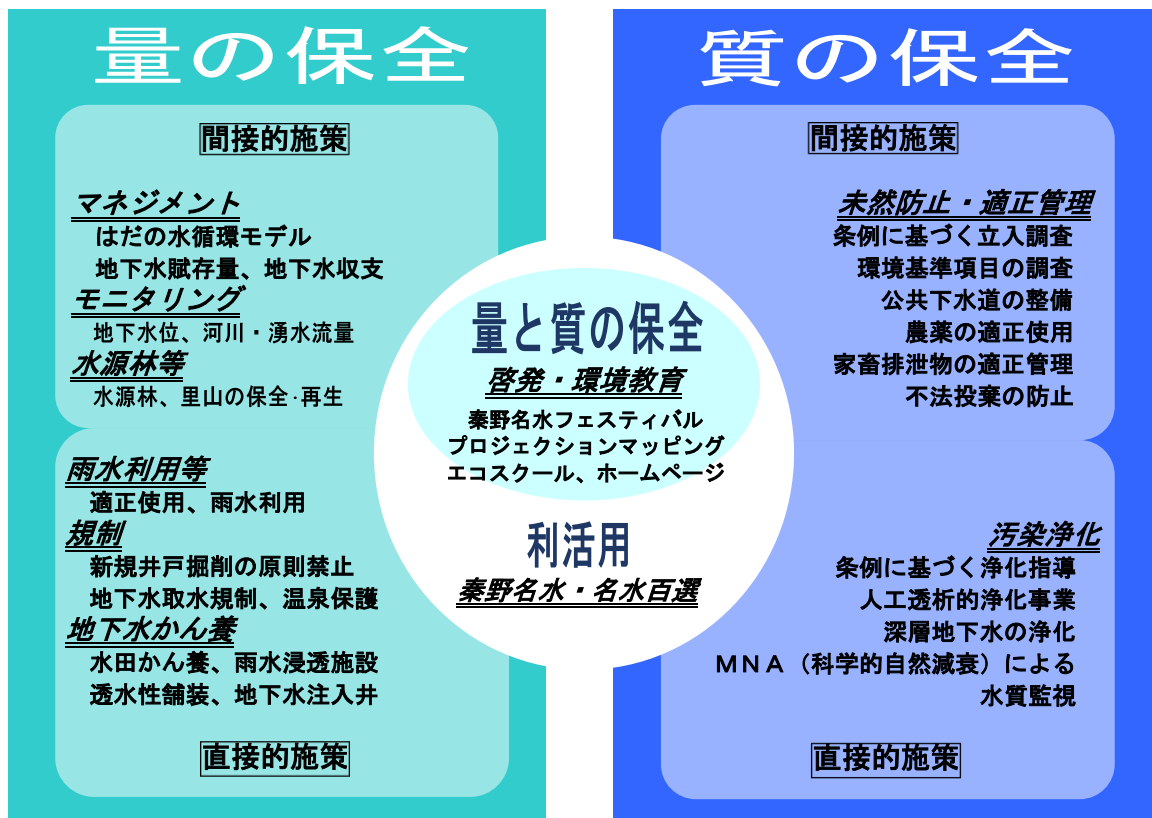 量の保全
間接的施策
マネジメント
はだの水循環モデル
地下水賦存量、地下水収支
モニタリング
地下水位、河川・湧水流量
水源林等
水源林、里山の保全・再生
雨水利用等
適正使用、雨水利用
規制
新規井戸掘削の原則禁止
地下水取水規制、温泉保護
地下水かん養
水田かん養、雨水浸透施設
透水性舗装、地下水注入井
直接的施策
量と質の保全
啓発・環境教育
秦野名水フェスティバル
プロジェクションマッピング
エコスクール、ホームページ
利活用
秦野名水・名水百選
質の保全
間接的施策
未然防止・適正管理
条例に基づく立入調査
環境基準項目の調査
公共下水道の整備
農薬の適正使用
家畜排泄物の適正管理
不法投棄の防止
汚染浄化
条例に基づく浄化指導
人工透析的浄化事業
深層地下水の浄化
ＭＮＡ（科学的自然減衰）による
水質監視
直接的施策